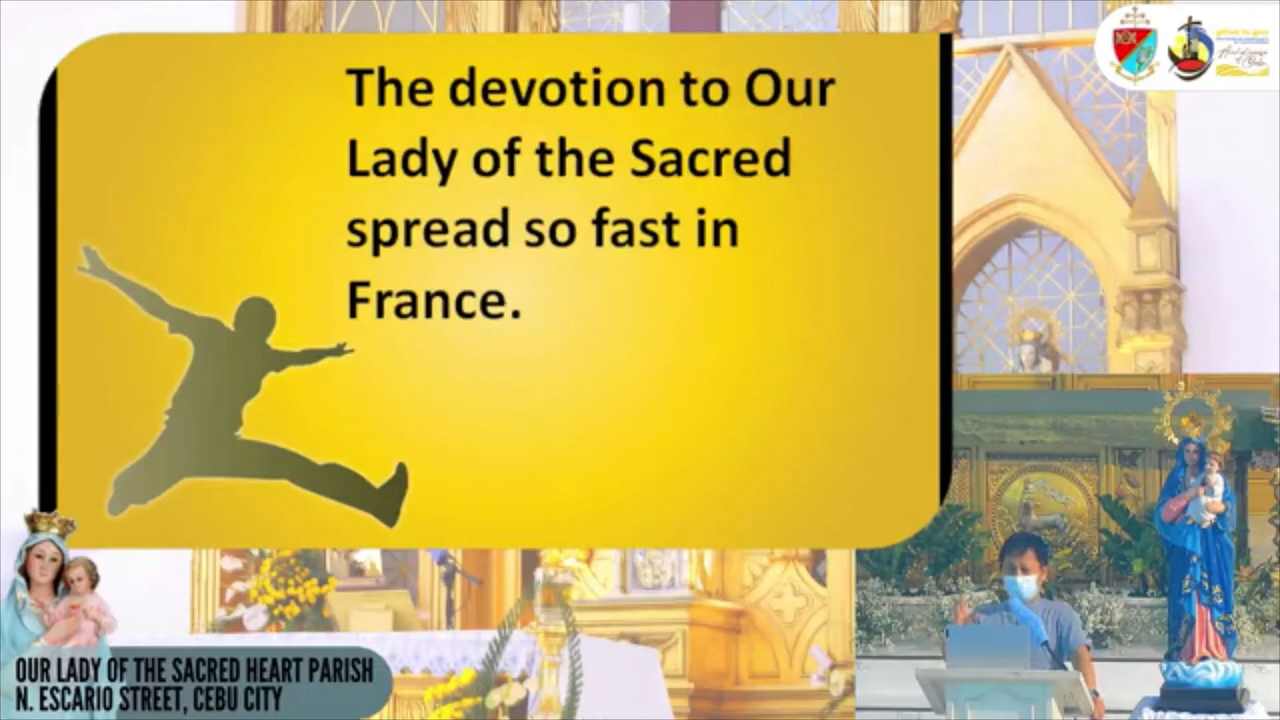 The devotion to Our
Lady of the Sacred
spread so fast in
France.
OUR LADY OF THE SACRED HEART PARISH
N. ESCARIO STREET, CEBU CITY